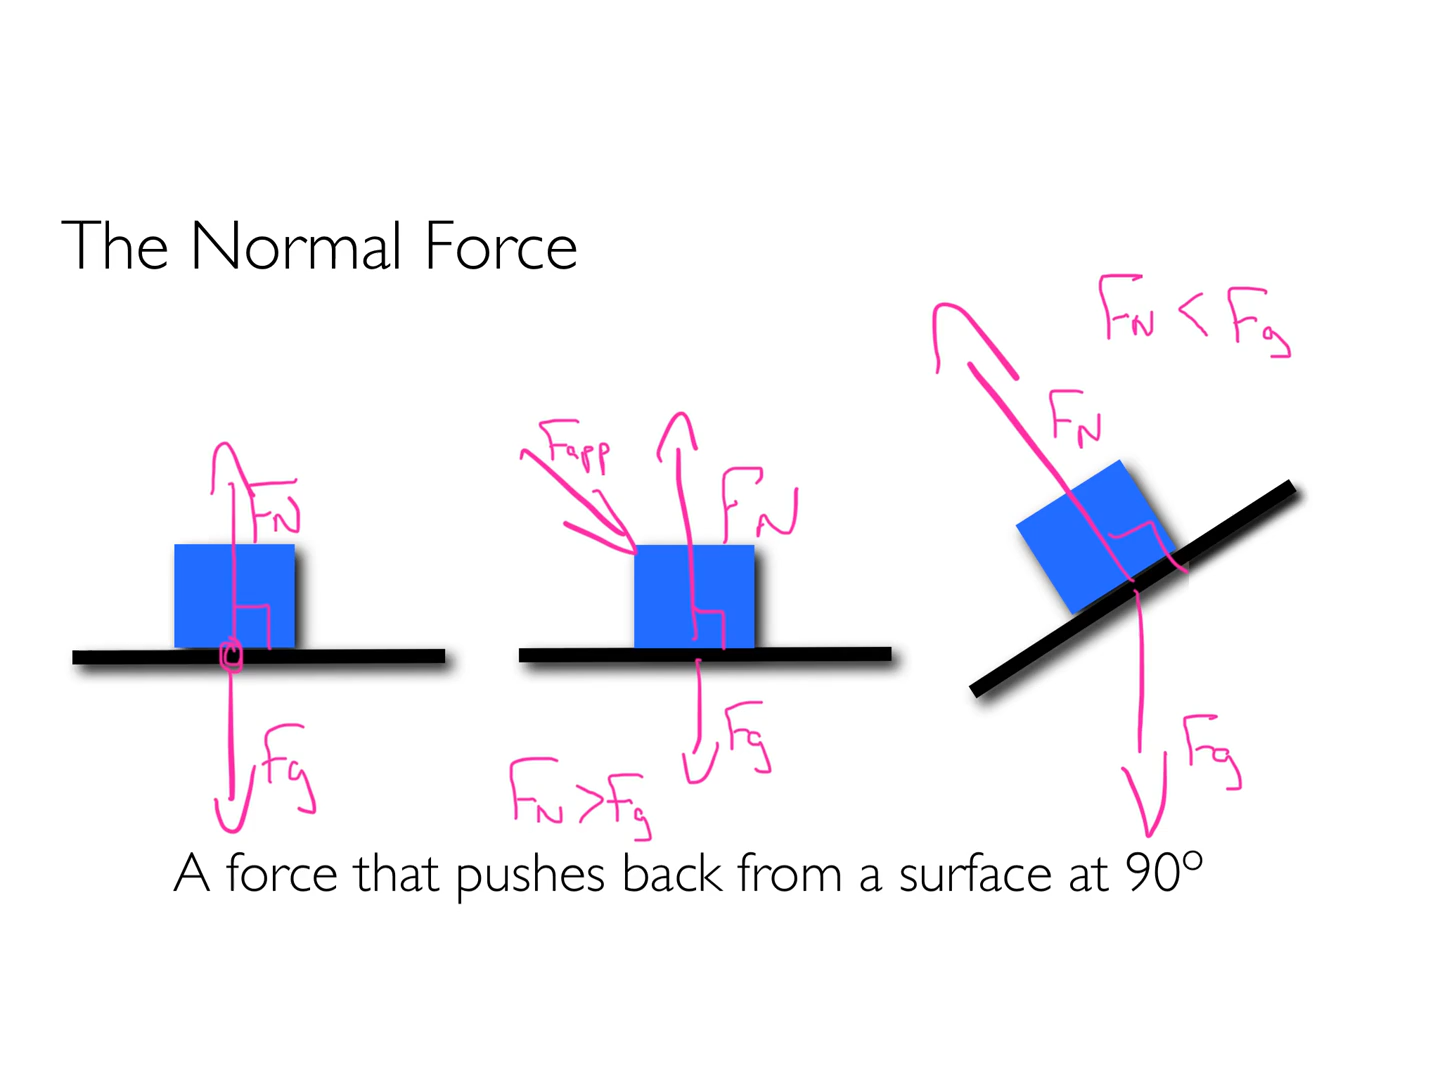 The Normal Force
FN < Fg
FN
Fapp
FN
FN
Fg
Fg
Fg
FN > Fg
A force that pushes back from a surface at 90°